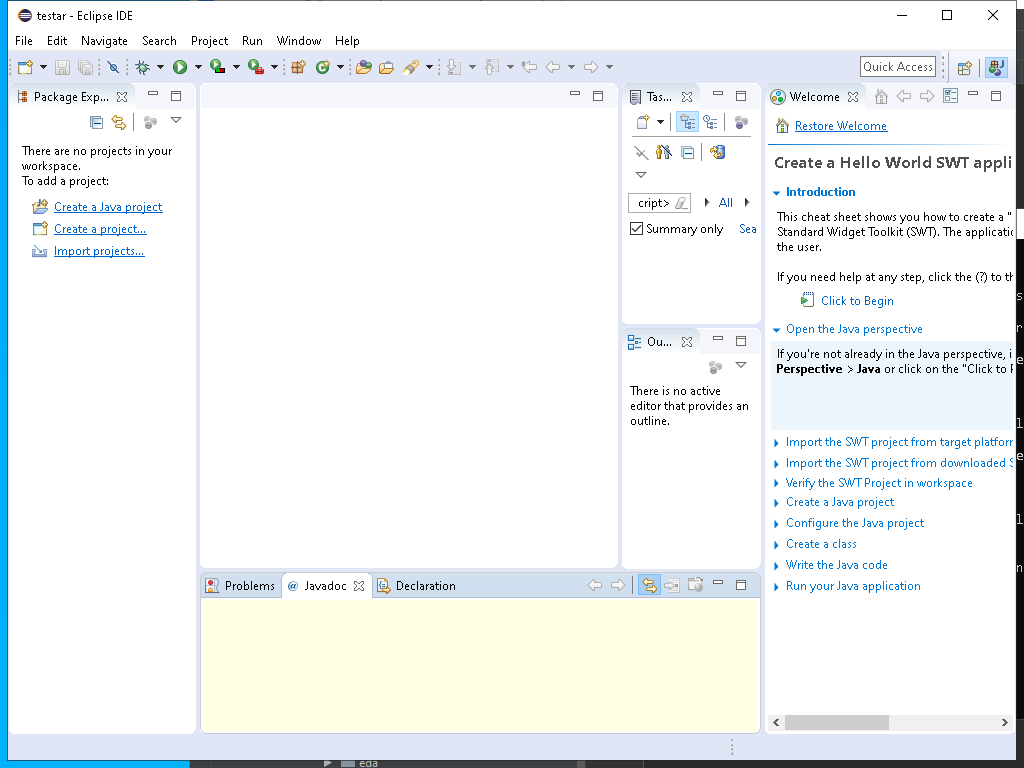 testar - Eclipse IDE
File Edit Navigate Search Project Run Window Help
Quick Access
Package Exp...
There are no projects in your
workspace.
To add a project:
Create a Java project
Create a project...
Import projects...
Tas...
cript>
All
Summary only
Sea
Ou...
There is no active
editor that provides an
outline.
Welcome
Restore Welcome
Create a Hello World SWT appli
Introduction
This cheat sheet shows you how to create a "
Standard Widget Toolkit (SWT). The applicatio
the user.
If you need help at any step, click the (?) to th
Click to Begin
Open the Java perspective
If you're not already in the Java perspective, i
Perspective > Java or click on the "Click to P
Import the SWT project from target platform
Import the SWT project from downloaded S
Verify the SWT Project in workspace
Create a Java project
Configure the Java project
Create a class
Write the Java code
Run your Java application
Problems
@ Javadoc
Declaration
eda